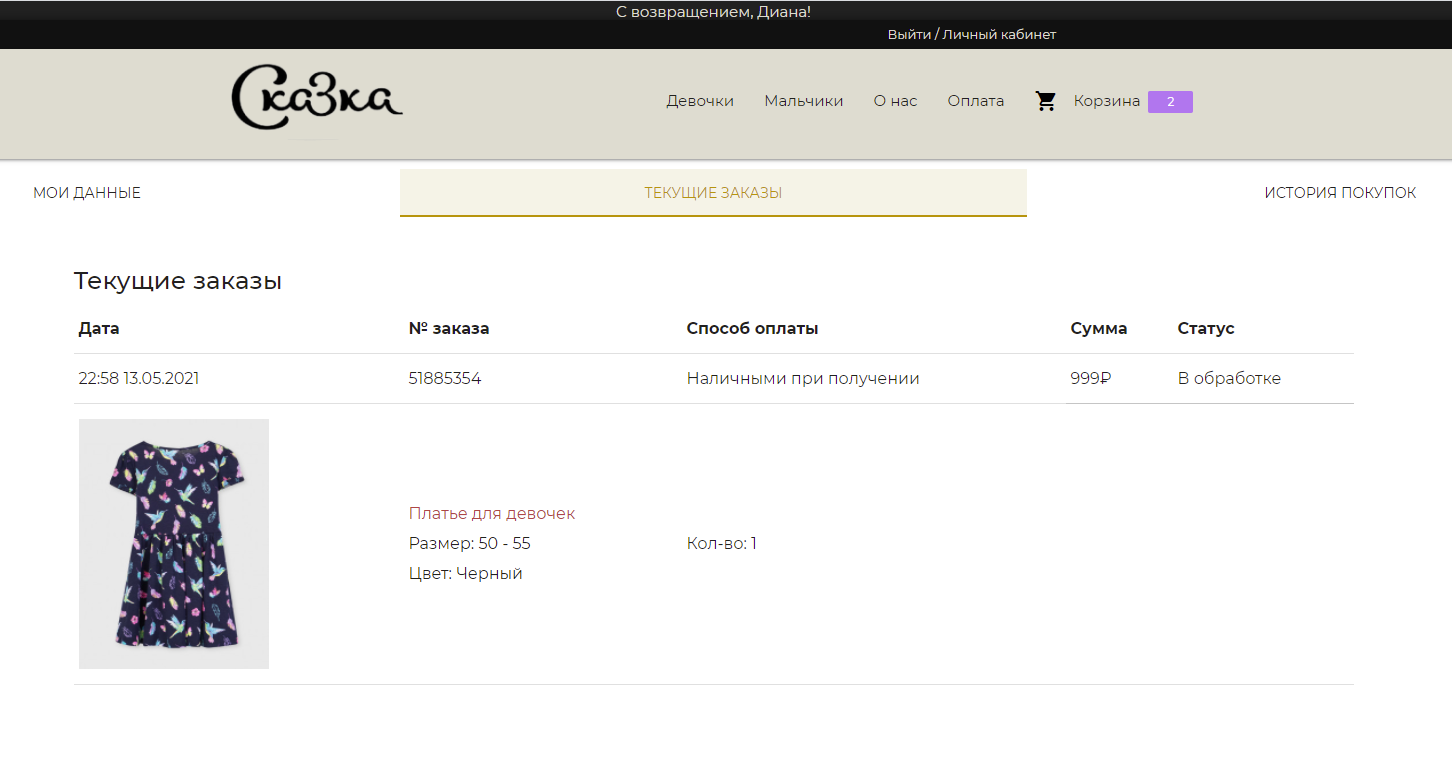 С возвращением, Диана!
Выйти / Личный кабинет
Сказка
Девочки Мальчики О нас Оплата Корзина 2
МОИ ДАННЫЕ ТЕКУЩИЕ ЗАКАЗЫ ИСТОРИЯ ПОКУПОК
Текущие заказы
Дата № заказа Способ оплаты Сумма Статус
22:58 13.05.2021 51885354 Наличными при получении 999₽ В обработке
Платье для девочек
Размер: 50 - 55 Кол-во: 1
Цвет: Черный